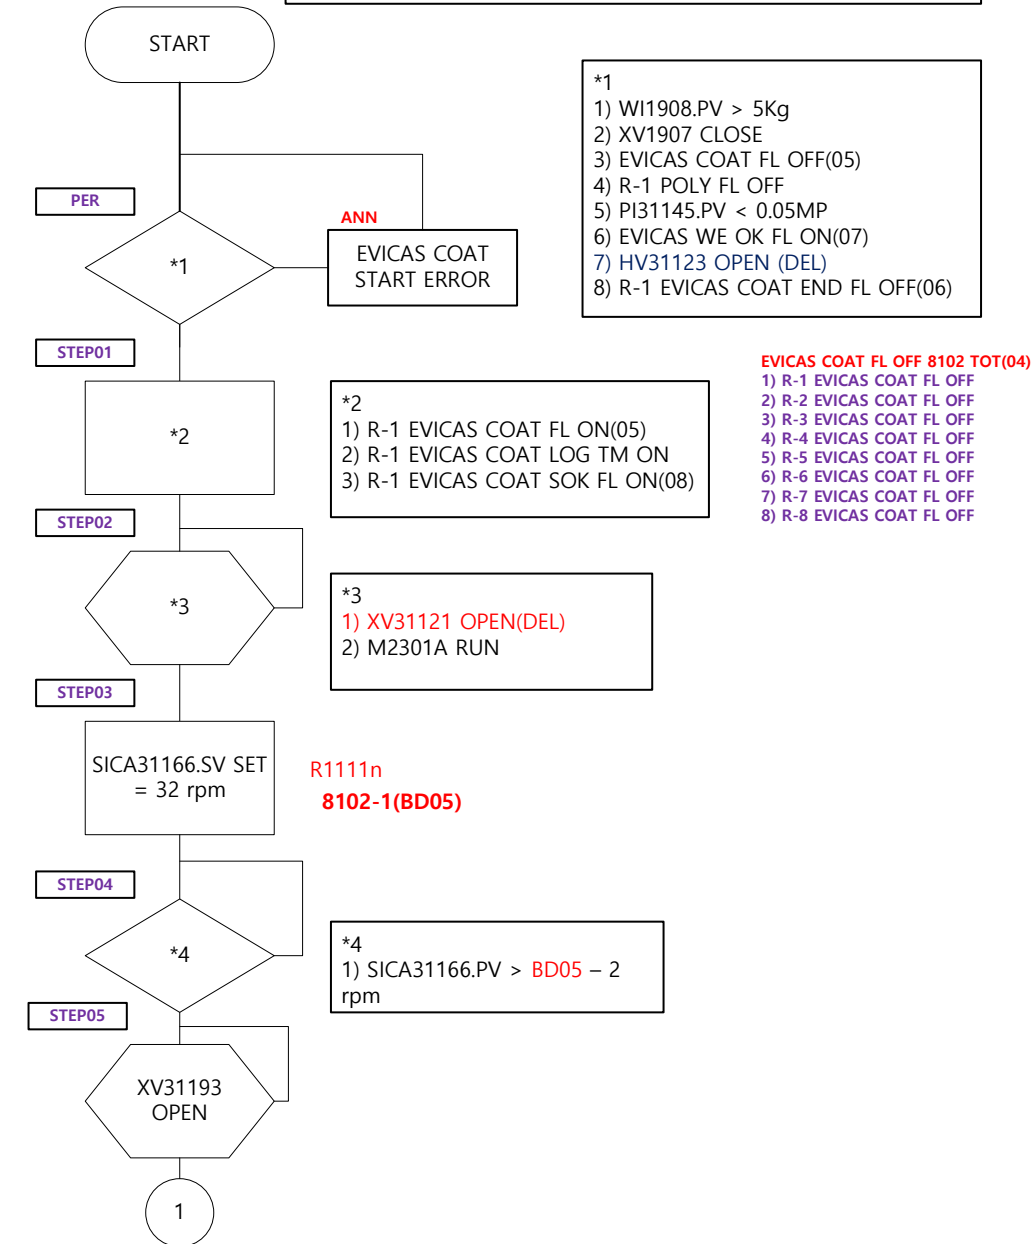 START
*1
1) WI1908.PV > 5Kg
2) XV1907 CLOSE
3) EVICAS COAT FL OFF(05)
4) R-1 POLY FL OFF
5) PI31145.PV < 0.05MP
6) EVICAS WE OK FL ON(07)
7) HV31123 OPEN (DEL)
8) R-1 EVICAS COAT END FL OFF(06)
PER
*1
ANN
EVICAS COAT
START ERROR
STEP01
*2
*2
1) R-1 EVICAS COAT FL ON(05)
2) R-1 EVICAS COAT LOG TM ON
3) R-1 EVICAS COAT SOK FL ON(08)
EVICAS COAT FL OFF 8102 TOT(04)
1) R-1 EVICAS COAT FL OFF
2) R-2 EVICAS COAT FL OFF
3) R-3 EVICAS COAT FL OFF
4) R-4 EVICAS COAT FL OFF
5) R-5 EVICAS COAT FL OFF
6) R-6 EVICAS COAT FL OFF
7) R-7 EVICAS COAT FL OFF
8) R-8 EVICAS COAT FL OFF
STEP02
*3
*3
1) XV31121 OPEN(DEL)
2) M2301A RUN
STEP03
SICA31166.SV SET
= 32 rpm
R1111n
8102-1(BD05)
STEP04
*4
*4
1) SICA31166.PV > BD05 – 2
rpm
STEP05
XV31193
OPEN
1